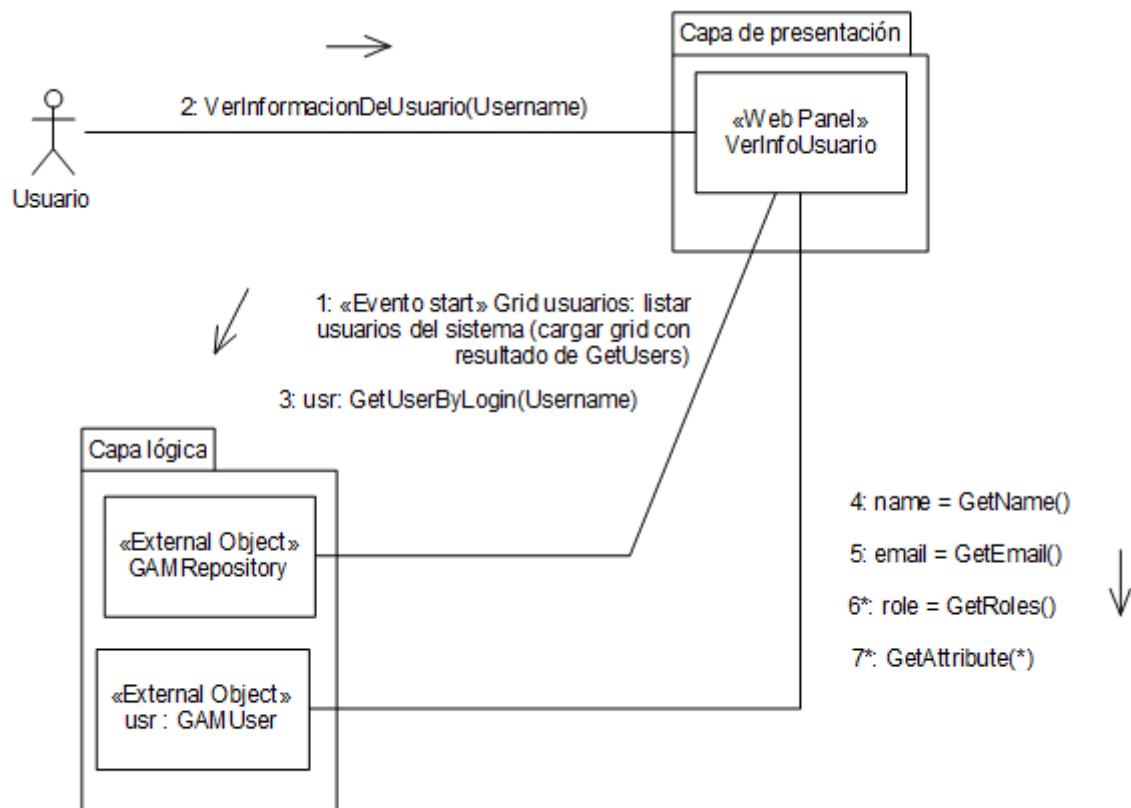 Capa de presentación
2: VerInformacionDeUsuario(Username)
«Web Panel»
VerInfoUsuario
Usuario
1: «Evento start» Grid usuarios: listar
usuarios del sistema (cargar grid con
resultado de GetUsers)
3: usr: GetUserByLogin(Username)
Capa lógica
«External Object»
GAMRepository
«External Object»
usr : GAMUser
4: name = GetName()
5: email = GetEmail()
6*: role = GetRoles()
7*: GetAttribute(*)